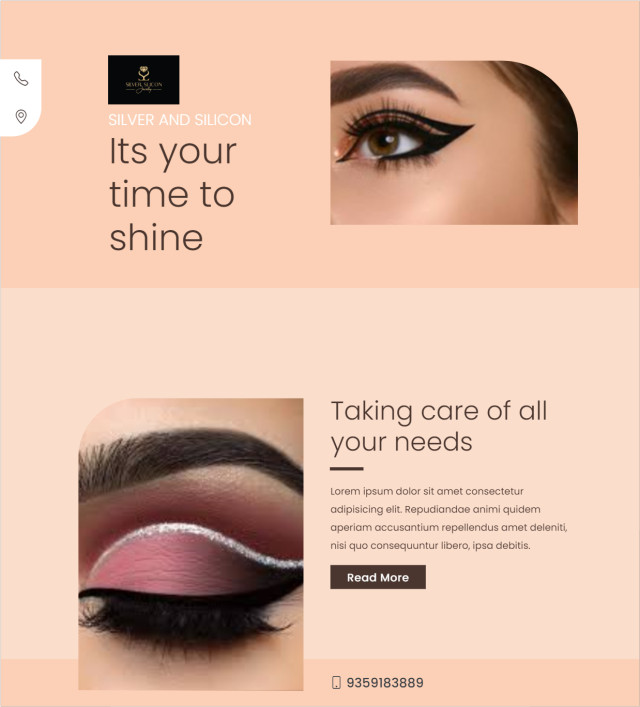 SILVER SILICON
Jewelry
SILVER AND SILICON
Its your
time to
shine
Taking care of all
your needs
Lorem ipsum dolor sit amet consectetur
adipisicing elit. Repudiandae animi quidem
aperiam accusantium repellendus amet deleniti,
nisi quo consequuntur libero, ipsa debitis.
Read More
9359183889